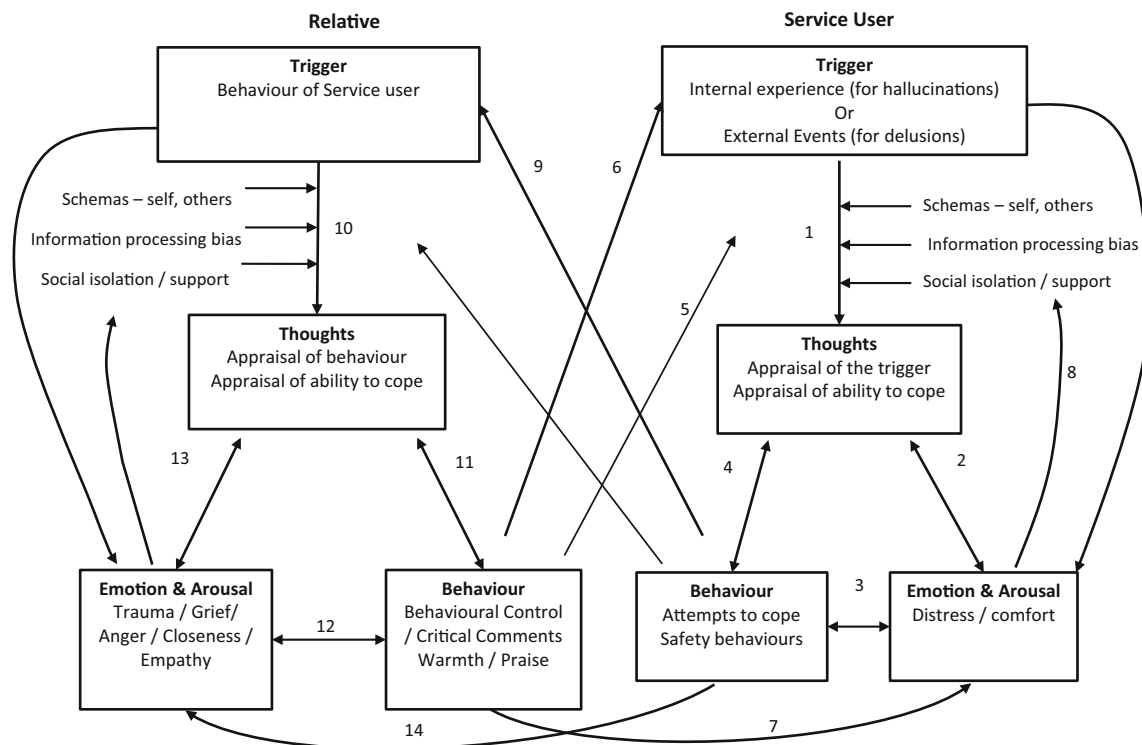 Relative
Service User
Trigger
Behaviour of Service user
Trigger
Internal experience (for hallucinations)
Or
External Events (for delusions)
9
6
Schemas – self, others
10
Information processing bias
Social isolation / support
1
Schemas – self, others
Information processing bias
Social isolation / support
5
Thoughts
Appraisal of behaviour
Appraisal of ability to cope
Thoughts
Appraisal of the trigger
Appraisal of ability to cope
8
13
11
4
2
Emotion & Arousal
Trauma / Grief/
Anger / Closeness /
Empathy
12
Behaviour
Behavioural Control
/ Critical Comments
Warmth / Praise
Behaviour
Attempts to cope
Safety behaviours
3
Emotion & Arousal
Distress / comfort
14
7